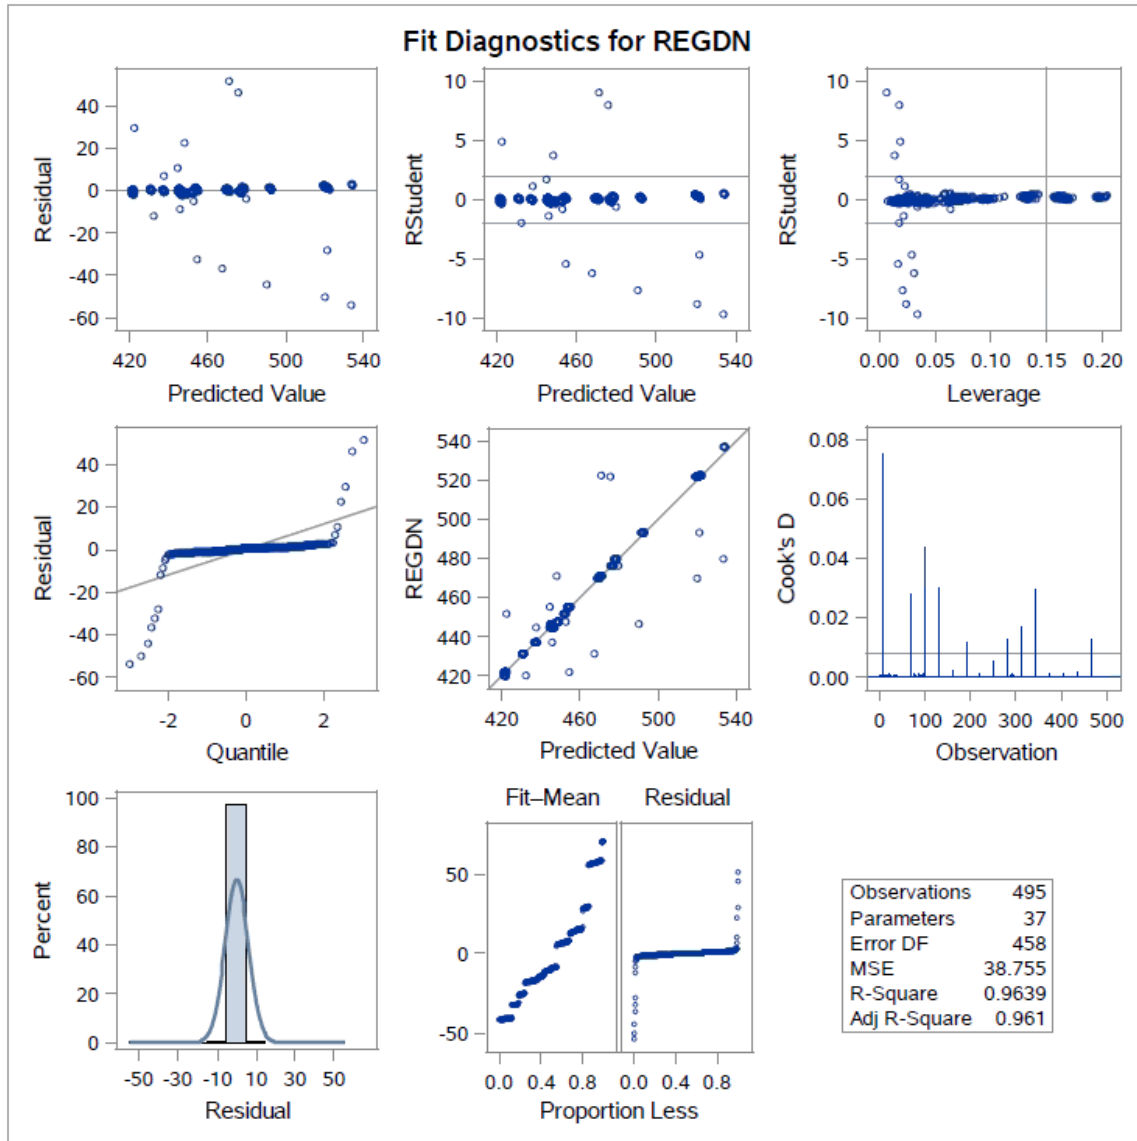 Fit Diagnostics for REGDN
40
20
0
-20
-40
-60
Residual
420 460 500 540
Predicted Value
10
5
0
-5
-10
RStudent
420 460 500 540
Predicted Value
10
5
0
-5
-10
RStudent
0.00 0.05 0.10 0.15 0.20
Leverage
40
20
0
-20
-40
-60
Residual
-2 0 2
Quantile
540
520
500
480
460
440
420
REGDN
420 460 500 540
Predicted Value
0.08
0.06
0.04
0.02
0.00
Cook's D
0 100 200 300 400 500
Observation
100
80
60
40
20
0
Percent
-50 -30 -10 10 30 50
Residual
Fit–Mean Residual
50
0
-50
0.0 0.4 0.8 0.0 0.4 0.8
Proportion Less
Observations 495
Parameters 37
Error DF 458
MSE 38.755
R-Square 0.9639
Adj R-Square 0.961